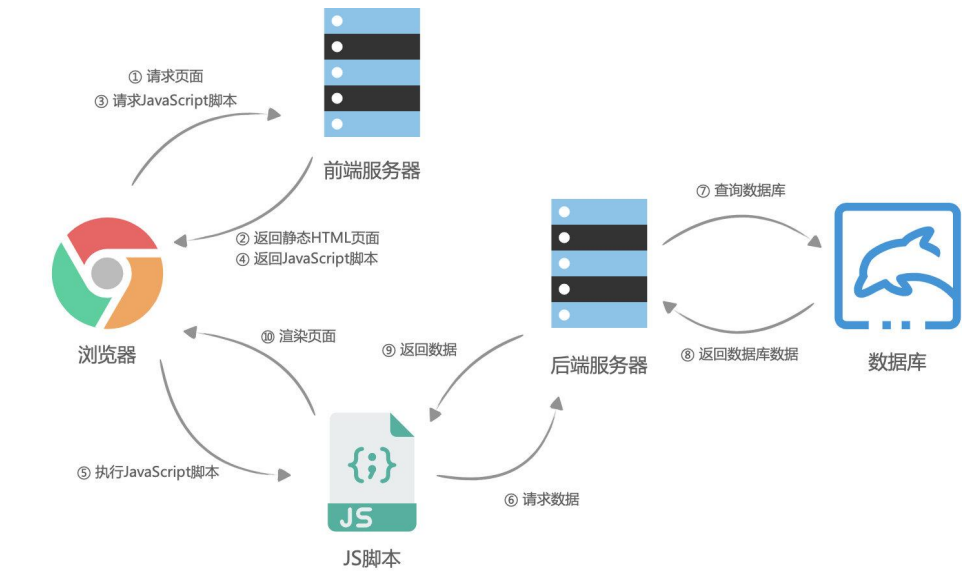 ① 请求页面
③ 请求JavaScript脚本
前端服务器
② 返回静态HTML页面
④ 返回JavaScript脚本
⑦ 查询数据库
浏览器
⑩ 渲染页面
⑨ 返回数据
后端服务器
⑧ 返回数据库数据
数据库
⑤ 执行JavaScript脚本
{;}
⑥ 请求数据
JS
JS脚本